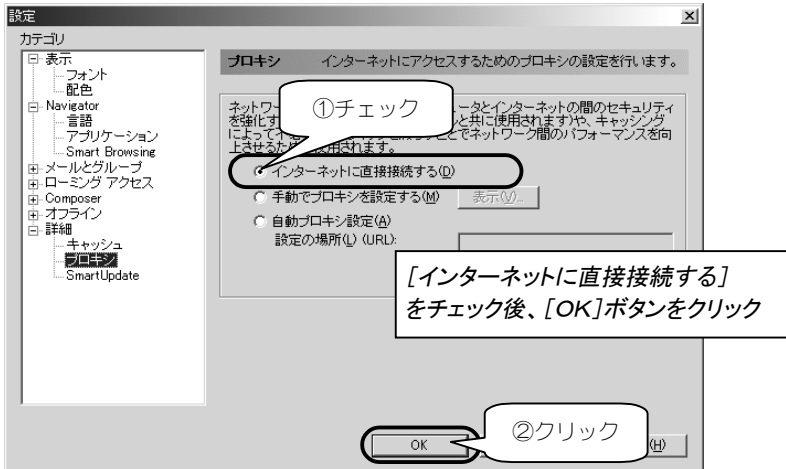 設定
カテゴリ
表示
フォント
配色
Navigator
言語
アプリケーション
Smart Browsing
メールとグループ
ローミング アクセス
Composer
オフライン
詳細
キャッシュ
プロキシ
SmartUpdate
プロキシ インターネットにアクセスするためのプロキシの設定を行います。
ネットワー ュータとインターネットの間のセキュリティ
を強化す と共に使用されます)や、キャッシング
によって でネットワーク間のパフォーマンスを向
上させるため 使用されます。
①チェック
インターネットに直接接続する(D)
手動でプロキシを設定する(M) 表示(V)...
自動プロキシ設定(A)
設定の場所(L) (URL):
[インターネットに直接接続する]
をチェック後、[OK]ボタンをクリック
OK
②クリック
(H)